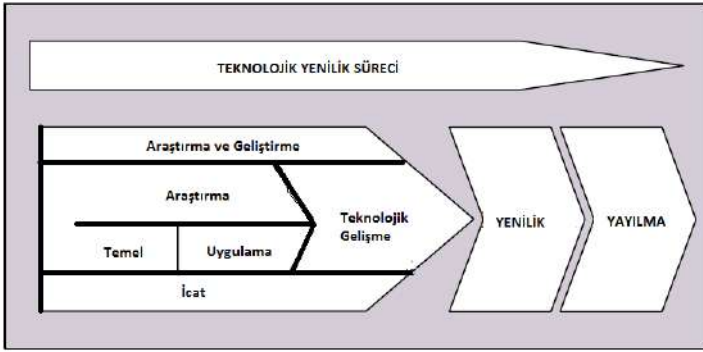 TEKNOLOJİK YENİLİK SÜRECİ
Araştırma ve Geliştirme
Araştırma
Teknolojik
Gelişme
Temel
Uygulama
İcat
YENİLİK
YAYILMA